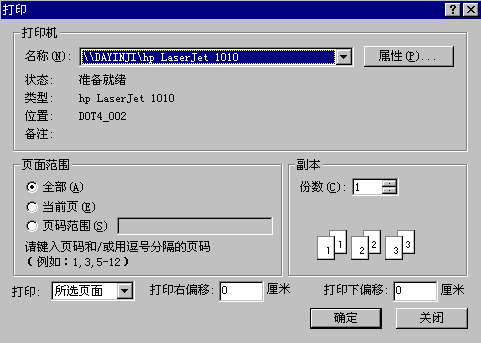 打印
打印机
名称(N): \\DAYINJI\hp LaserJet 1010 属性(P)...
状态: 准备就绪
类型: hp LaserJet 1010
位置: DOT4_002
备注:
页面范围
全部(A)
当前页(E)
页码范围(S)
请键入页码和/或用逗号分隔的页码
(例如:1,3,5-12)
副本
份数(C): 1
1 1 2 2 3 3
打印: 所选页面 打印右偏移: 0 厘米 打印下偏移: 0 厘米
确定 关闭